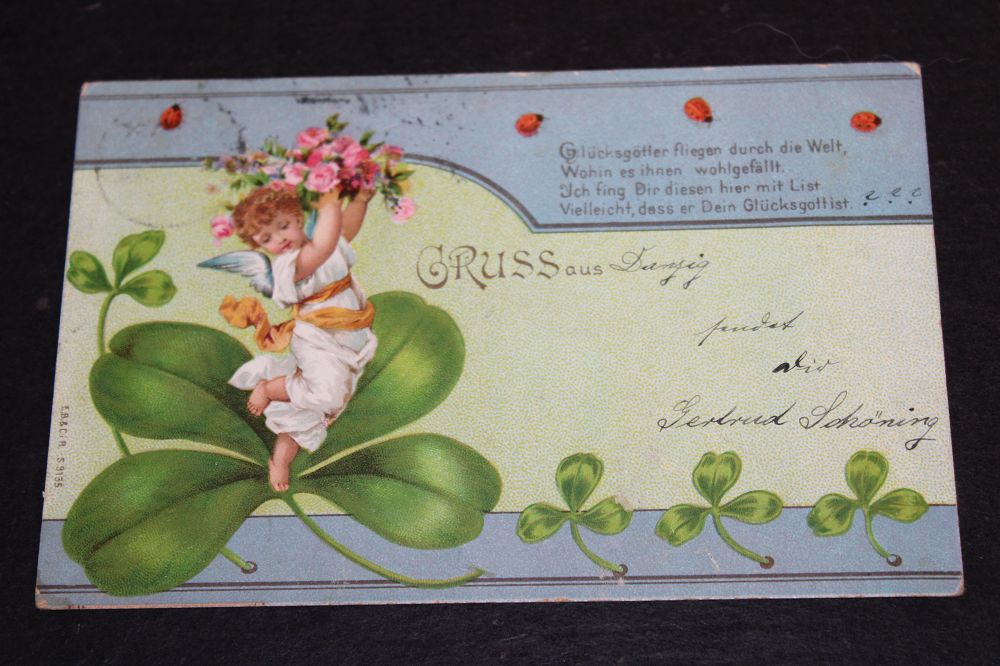 Glücksgötter fliegen durch die Welt,
Wohin es ihnen wohlgefällt.
Ich fing Dir diesen hier mit List
Vielleicht, dass er Dein Glücksgott ist. ? ? ?
GRUSS aus Danzig
sendet
Dir
Gertrud Schöning
E.B.&C.i.B. S 9135